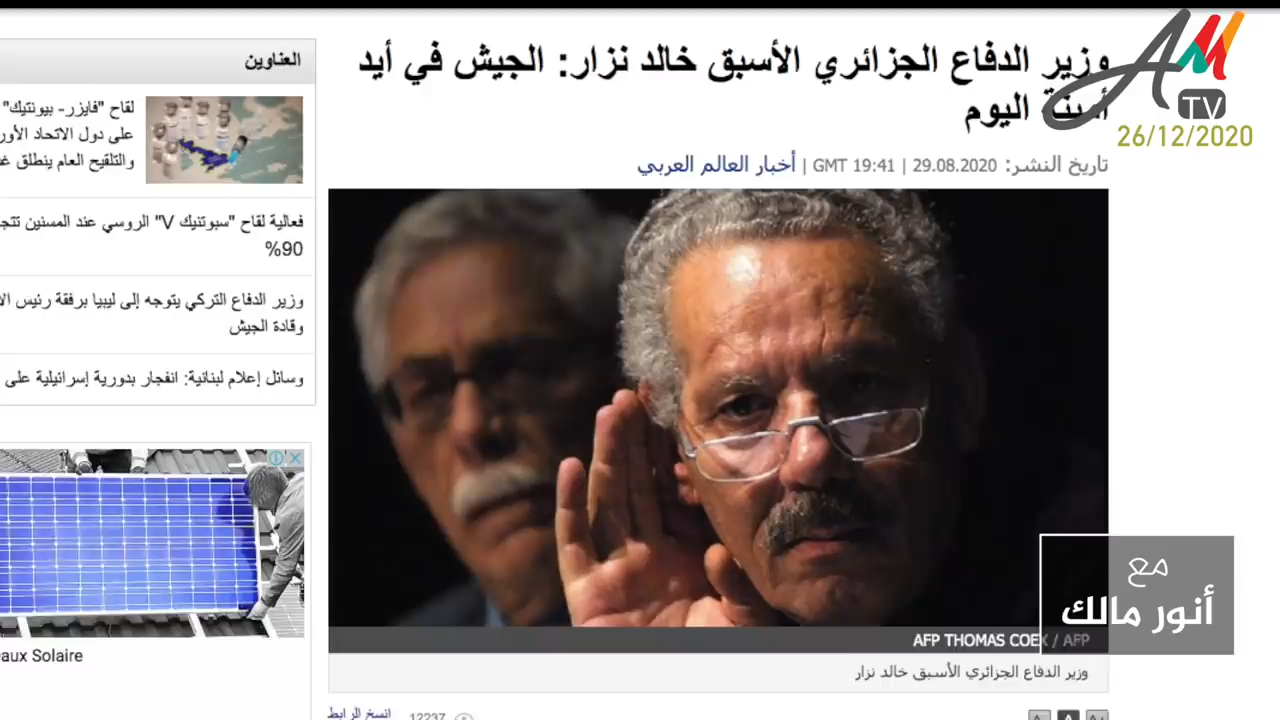 وزير الدفاع الجزائري الأسبق خالد نزار: الجيش في أيد
أمينة اليوم
تاريخ النشر: 29.08.2020 | 19:41 GMT | أخبار العالم العربي
AM
TV
26/12/2020
العناوين
لقاح "فايزر- بيونتيك"
على دول الاتحاد
والتلقيح العام ينطلق
فعالية لقاح "سبوتنيك V" الروسي عند المسنين
90%
وزير الدفاع التركي يتوجه إلى ليبيا برفقة رئيس
وقادة الجيش
وسائل إعلام لبنانية: انفجار بدورية إسرائيلية على
aux Solaire
AFP THOMAS COEX / AFP
وزير الدفاع الجزائري الأسبق خالد نزار
مع
أنور مالك
انسخ الرابط
12237
A A A